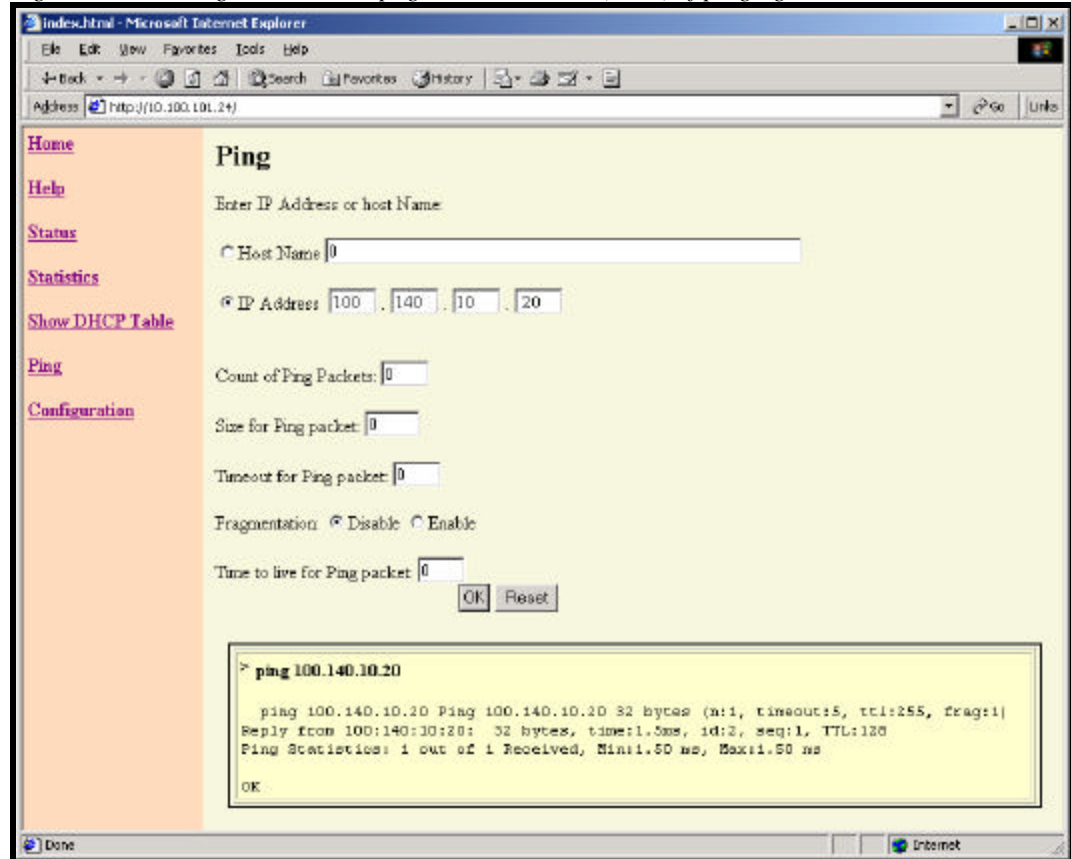 index.html - Microsoft Internet Explorer
File Edit View Favorites Tools Help
Back Search Favorites History
Address http://10.100.101.24/ Go Links
Home
Help
Status
Statistics
Show DHCP Table
Ping
Configuration
Ping
Enter IP Address or host Name:
Host Name 0
IP Address 100 . 140 . 10 . 20
Count of Ping Packets: 0
Size for Ping packet: 0
Timeout for Ping packet: 0
Fragmentation: Disable Enable
Time to live for Ping packet: 0
OK Reset
> ping 100.140.10.20
ping 100.140.10.20 Ping 100.140.10.20 32 bytes (n:1, timeout:5, ttl:255, frag:1)
Reply from 100:140:10:20: 32 bytes, time:1.5ms, id:2, seq:1, TTL:128
Ping Statistics: 1 out of 1 Received, Min:1.50 ms, Max:1.50 ms
OK
Done Internet